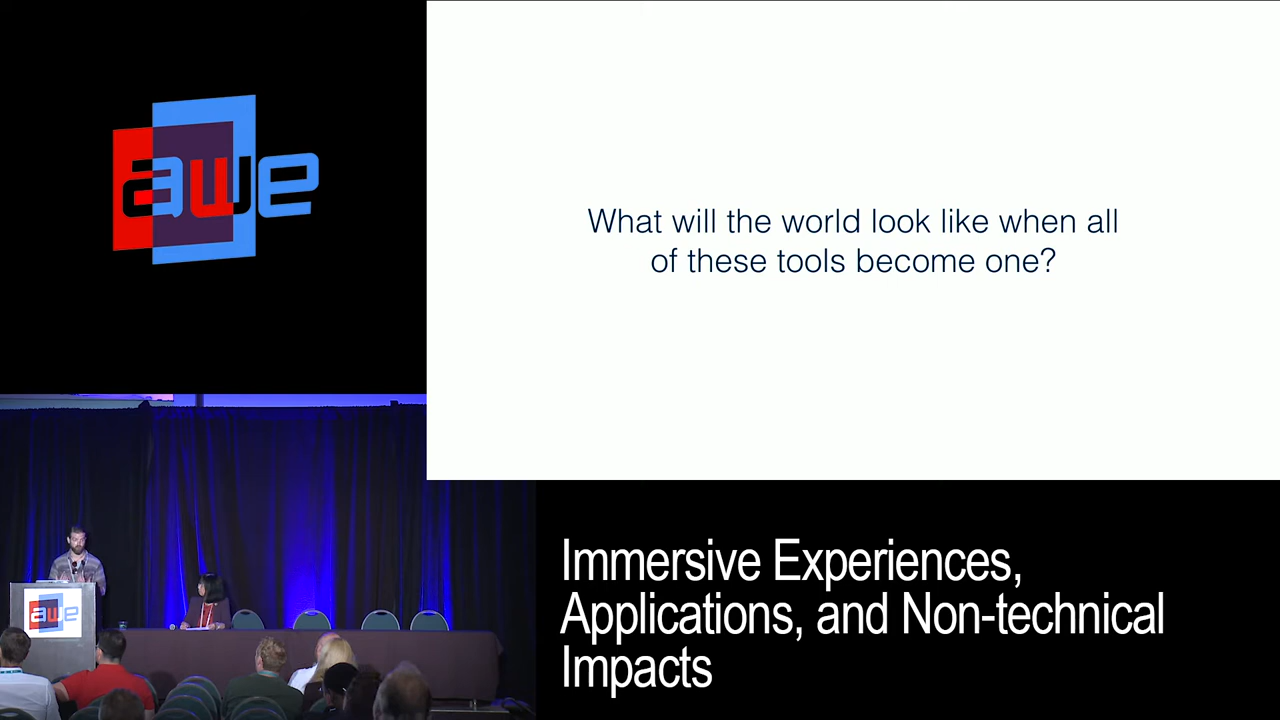 awe
What will the world look like when all
of these tools become one?
awe
Immersive Experiences,
Applications, and Non-technical
Impacts